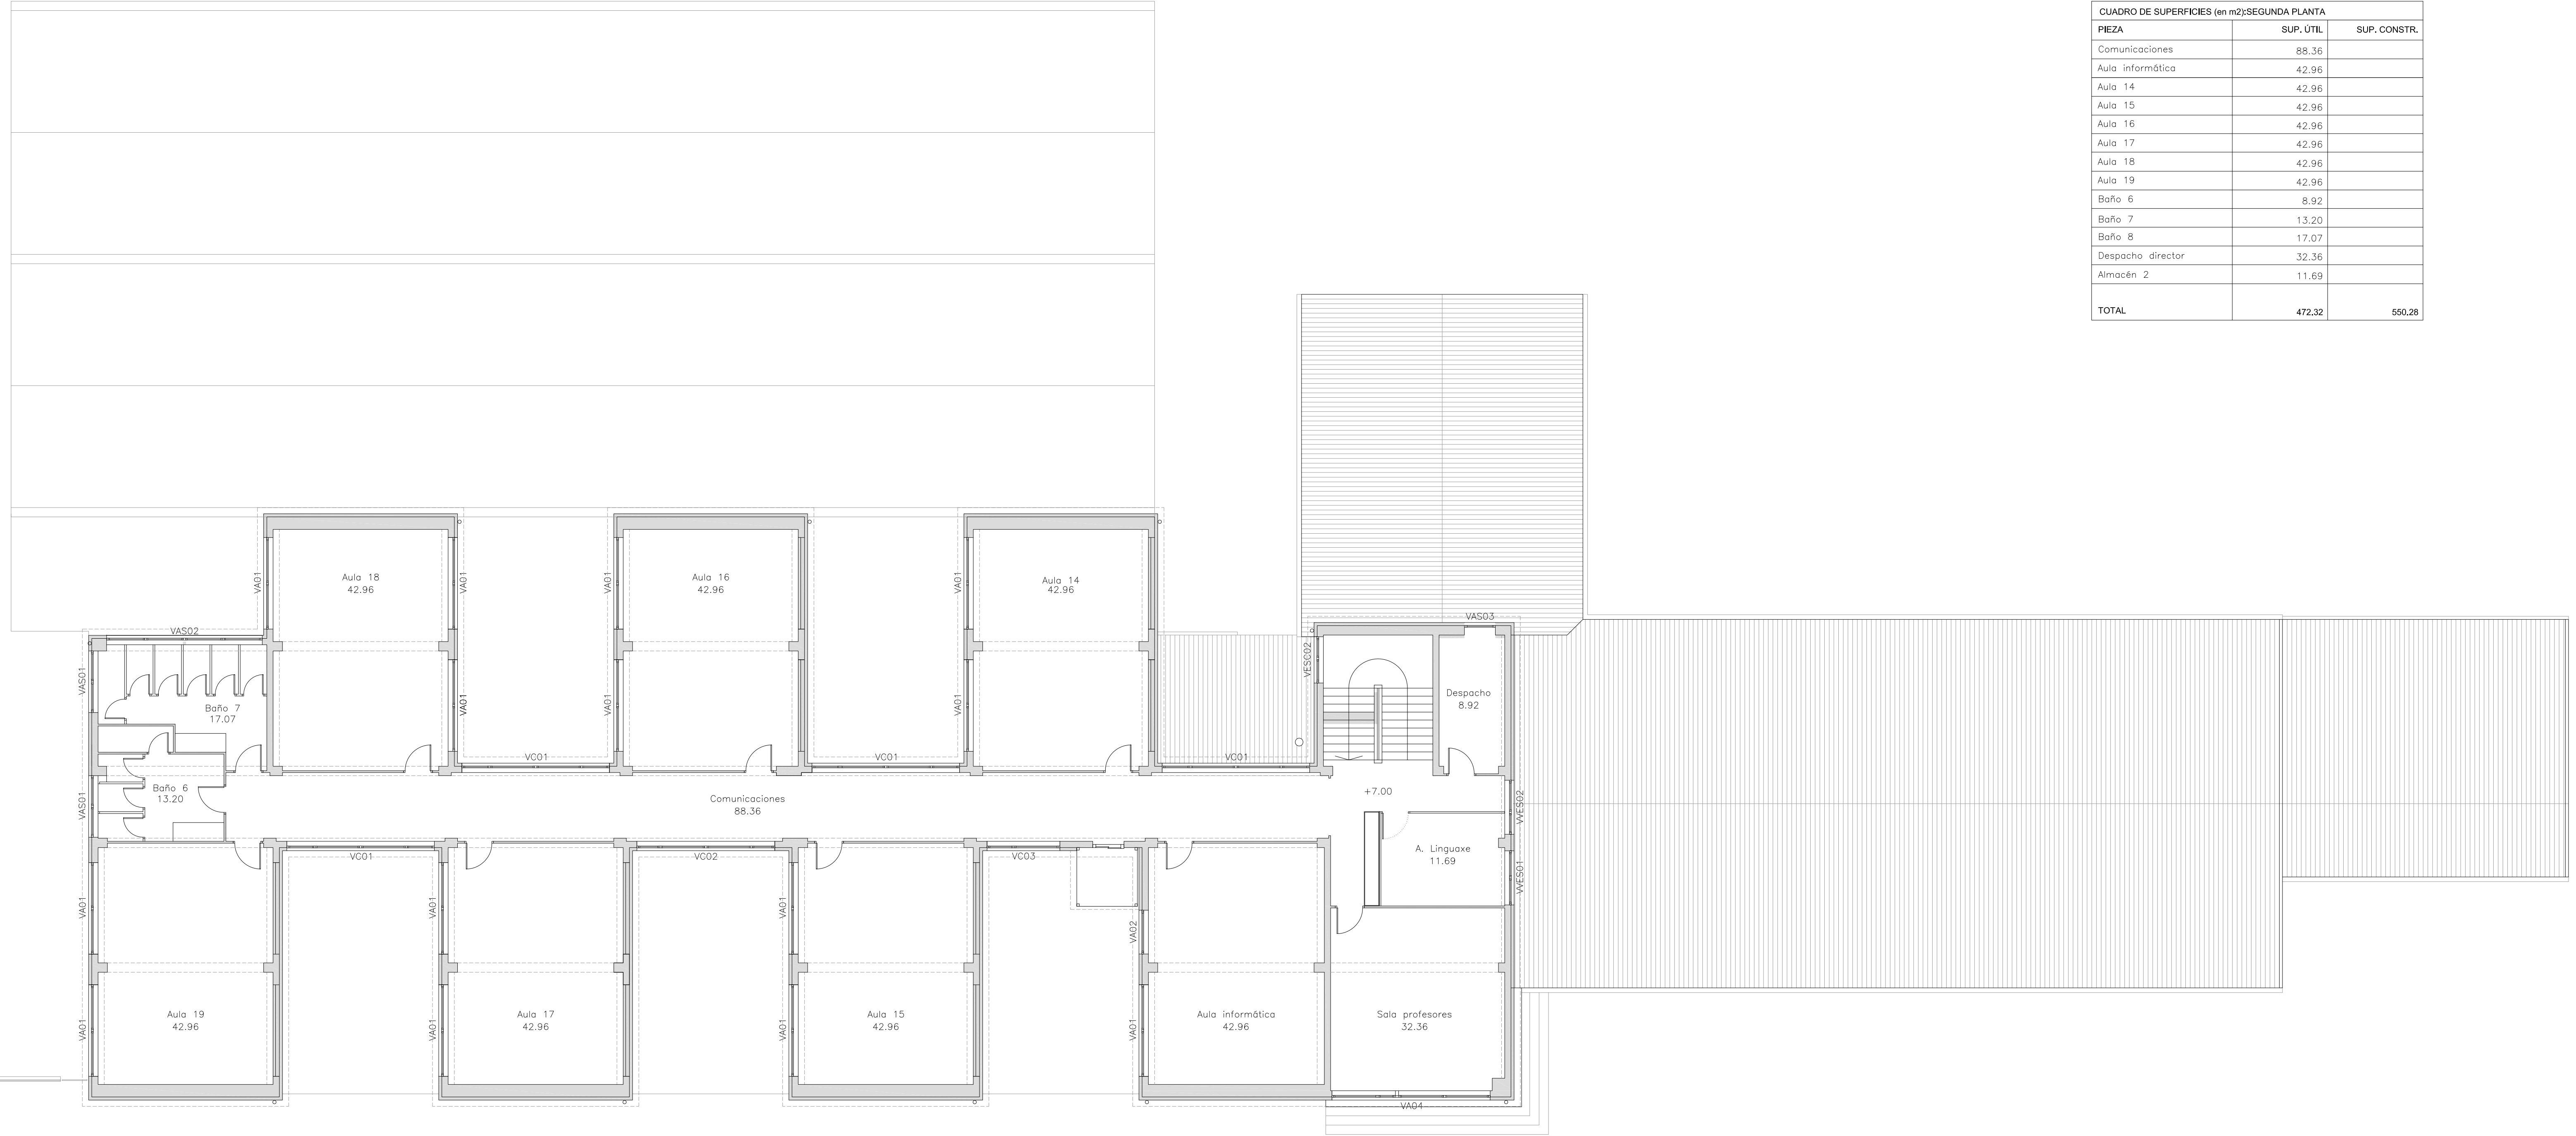 CUADRO DE SUPERFICIES (en m2):SEGUNDA PLANTA
PIEZA SUP. ÚTIL SUP. CONSTR.
Comunicaciones 88.36
Aula informática 42.96
Aula 14 42.96
Aula 15 42.96
Aula 16 42.96
Aula 17 42.96
Aula 18 42.96
Aula 19 42.96
Baño 6 8.92
Baño 7 13.20
Baño 8 17.07
Despacho director 32.36
Almacén 2 11.69
TOTAL 472.32 550.28
VA01
Aula 18
42.96
VA01
VA01
VA01
Aula 16
42.96
VA01
VA01
Aula 14
42.96
VA01
VAS02
VAS01
Baño 7
17.07
VC01
VC01
VC01
VAS03
VESC02
Despacho
8.92
VAS01
Baño 6
13.20
Comunicaciones
88.36
+7.00
VVES02
VC01
VC02
VC03
A. Linguaxe
11.69
VVES01
VA01
VA01
VA01
VA02
Aula 19
42.96
VA01
Aula 17
42.96
VA01
Aula 15
42.96
VA01
Aula informática
42.96
VA01
Sala profesores
32.36
VA04